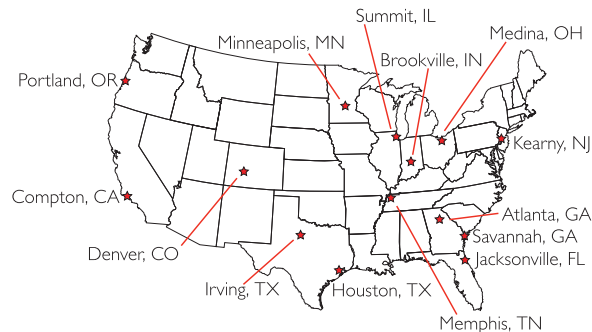 Summit, IL
Medina, OH
Minneapolis, MN
Brookville, IN
Portland, OR
Kearny, NJ
Compton, CA
Atlanta, GA
Savannah, GA
Denver, CO
Jacksonville, FL
Irving, TX
Houston, TX
Memphis, TN